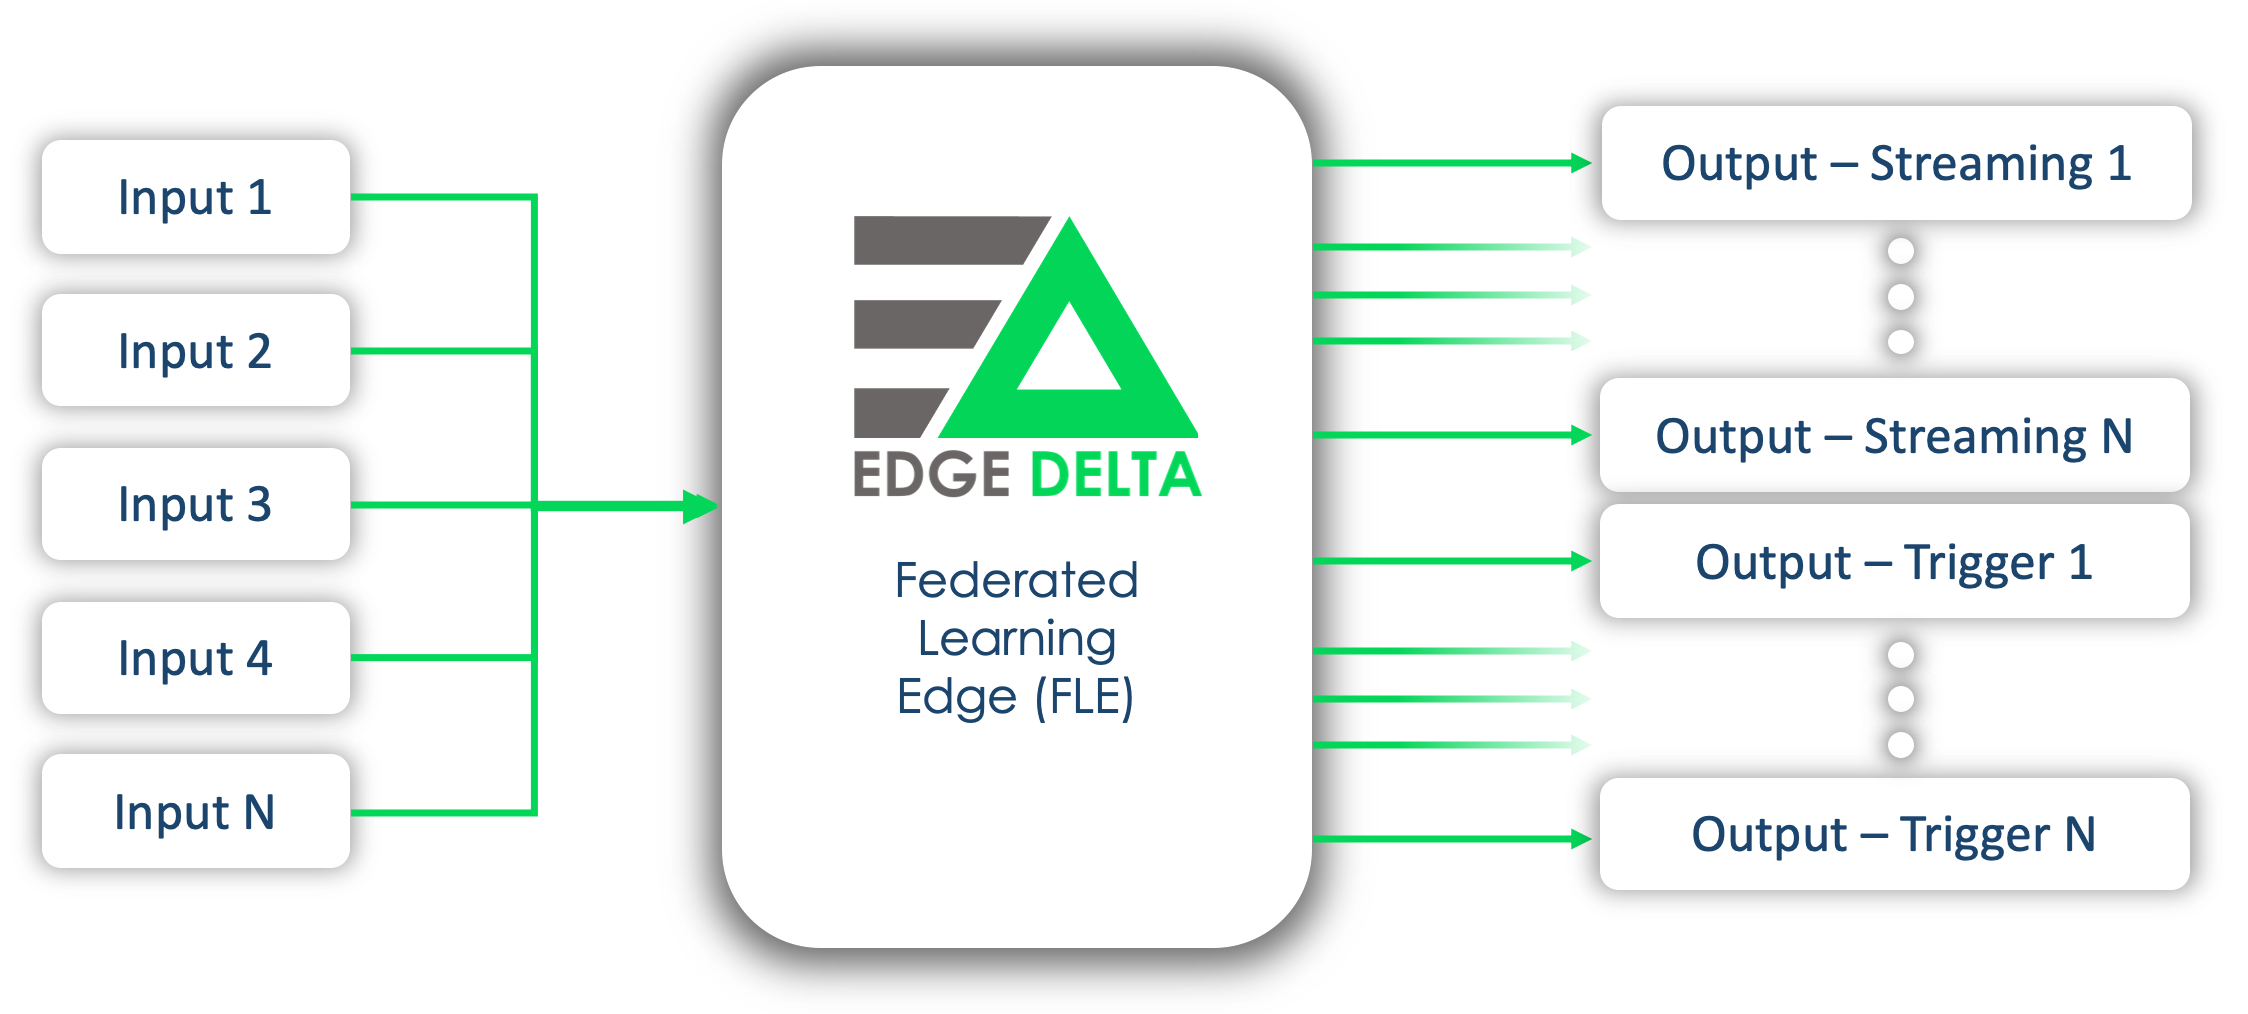 Input 1
Input 2
Input 3
Input 4
Input N
EDGE DELTA
Federated
Learning
Edge (FLE)
Output – Streaming 1
Output – Streaming N
Output – Trigger 1
Output – Trigger N